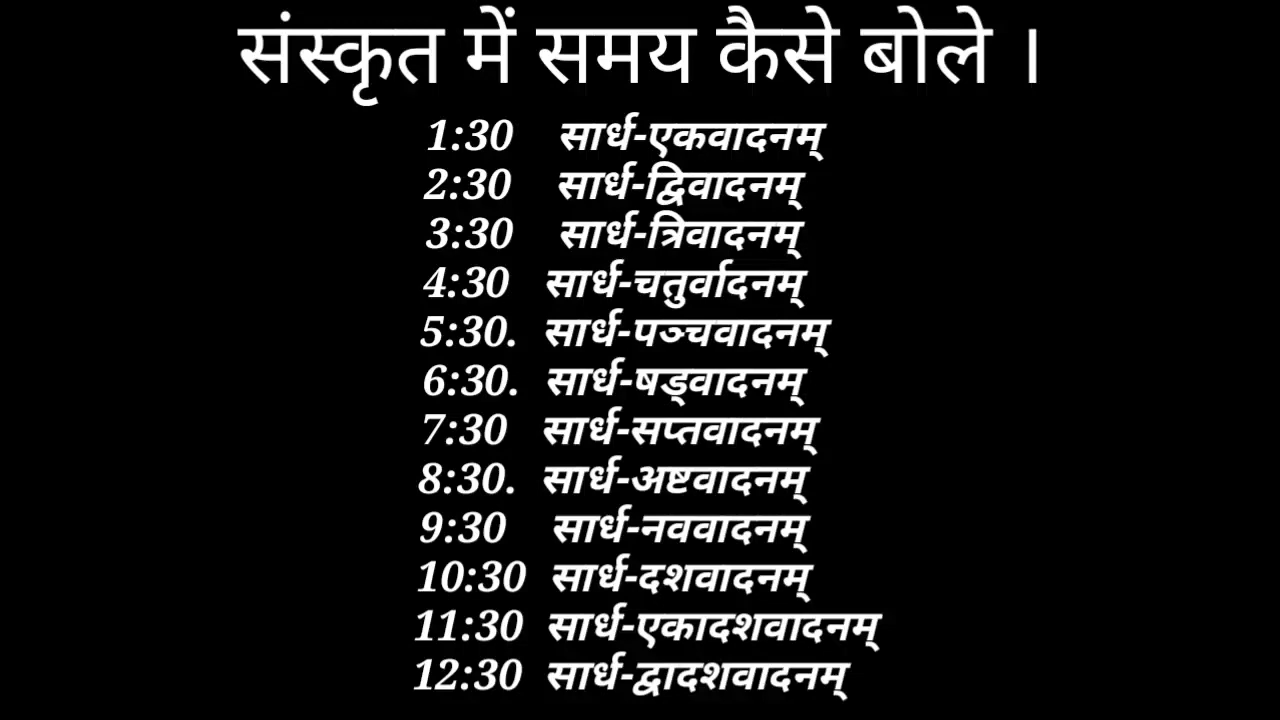 संस्कृत में समय कैसे बोले ।
1:30 सार्ध-एकवादनम्
2:30 सार्ध-द्विवादनम्
3:30 सार्ध-त्रिवादनम्
4:30 सार्ध-चतुर्वादनम्
5:30. सार्ध-पञ्चवादनम्
6:30. सार्ध-षड्वादनम्
7:30 सार्ध-सप्तवादनम्
8:30. सार्ध-अष्टवादनम्
9:30 सार्ध-नववादनम्
10:30 सार्ध-दशवादनम्
11:30 सार्ध-एकादशवादनम्
12:30 सार्ध-द्वादशवादनम्